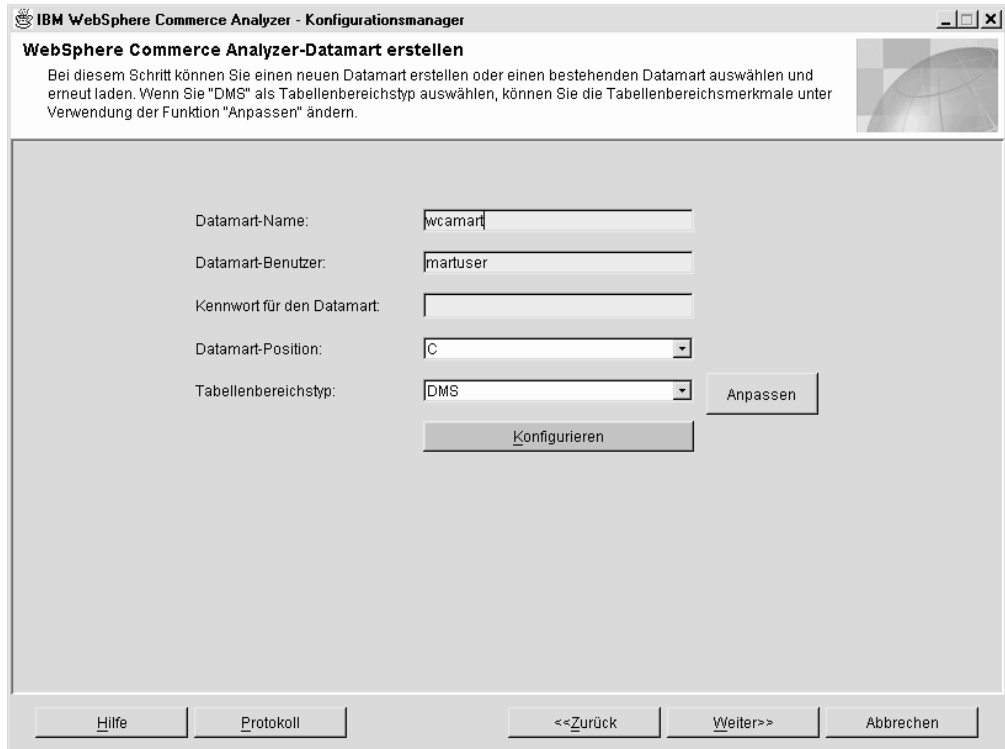 IBM WebSphere Commerce Analyzer - Konfigurationsmanager
WebSphere Commerce Analyzer-Datamart erstellen
Bei diesem Schritt können Sie einen neuen Datamart erstellen oder einen bestehenden Datamart auswählen und
erneut laden. Wenn Sie "DMS" als Tabellenbereichstyp auswählen, können Sie die Tabellenbereichsmerkmale unter
Verwendung der Funktion "Anpassen" ändern.
Datamart-Name: wcamart
Datamart-Benutzer: martuser
Kennwort für den Datamart:
Datamart-Position: C
Tabellenbereichstyp: DMS Anpassen
Konfigurieren
Hilfe Protokoll <<Zurück Weiter>> Abbrechen